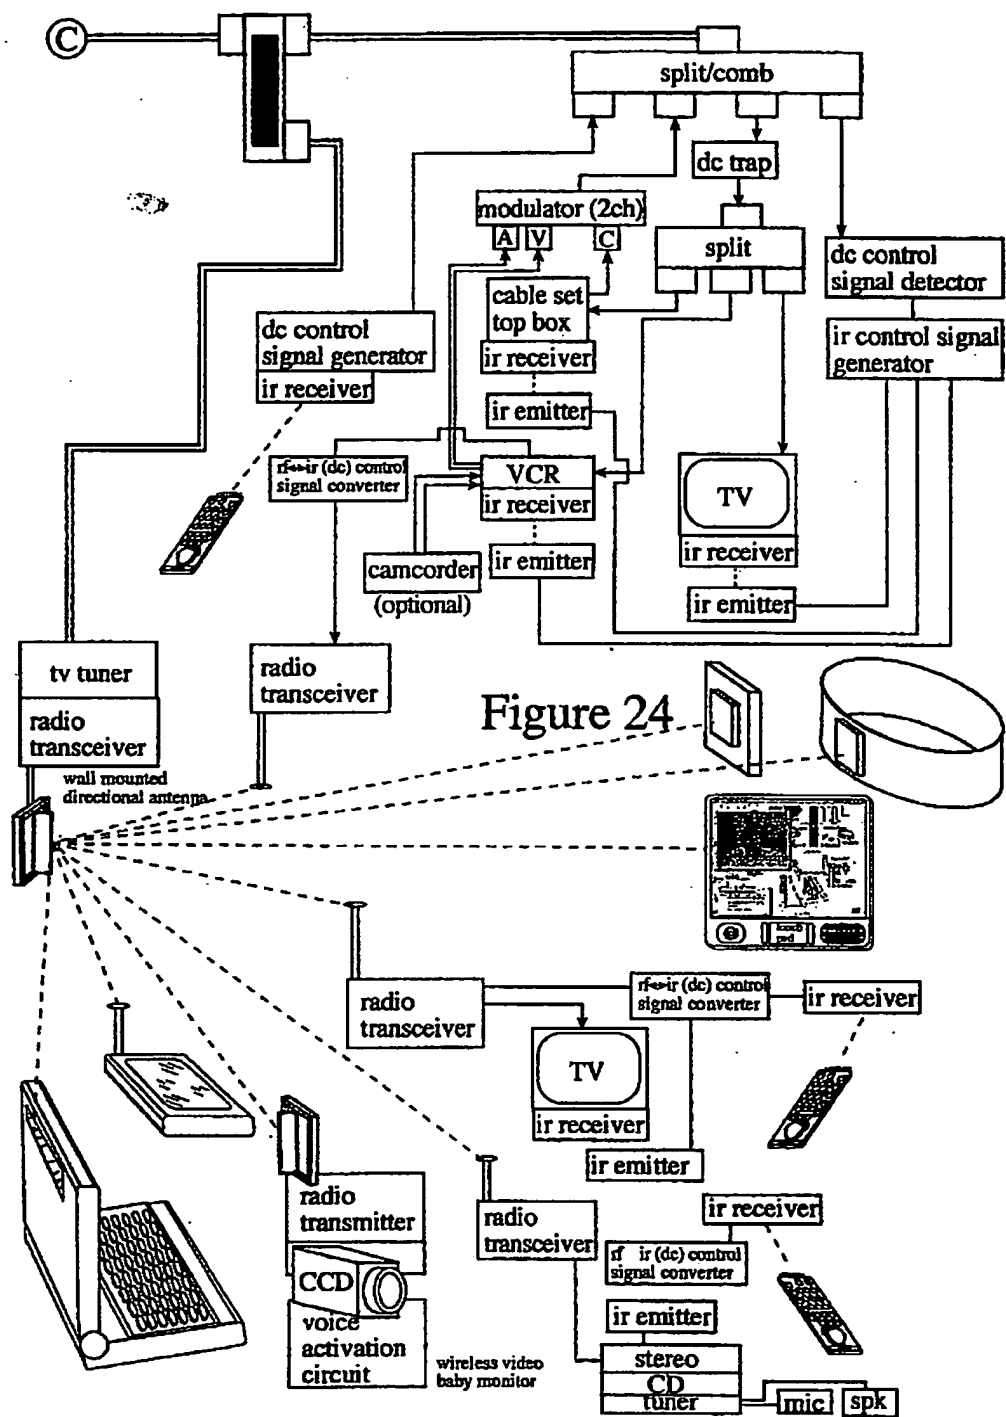 C
split/comb
dc trap
modulator (2ch)
A V C
split
dc control
signal detector
cable set
top box
ir receiver
dc control
signal generator
ir receiver
ir control signal
generator
ir emitter
rf↔ir (dc) control
signal converter
VCR
ir receiver
TV
ir receiver
camcorder
(optional)
ir emitter
ir emitter
tv tuner
radio
transceiver
radio
transceiver
Figure 24
wall mounted
directional antenna
radio
transceiver
rf↔ir (dc) control
signal converter
ir receiver
TV
ir receiver
ir emitter
radio
transmitter
CCD
voice
activation
circuit
wireless video
baby monitor
radio
transceiver
ir receiver
rf ir (dc) control
signal converter
ir emitter
stereo
CD
tuner
mic
spk